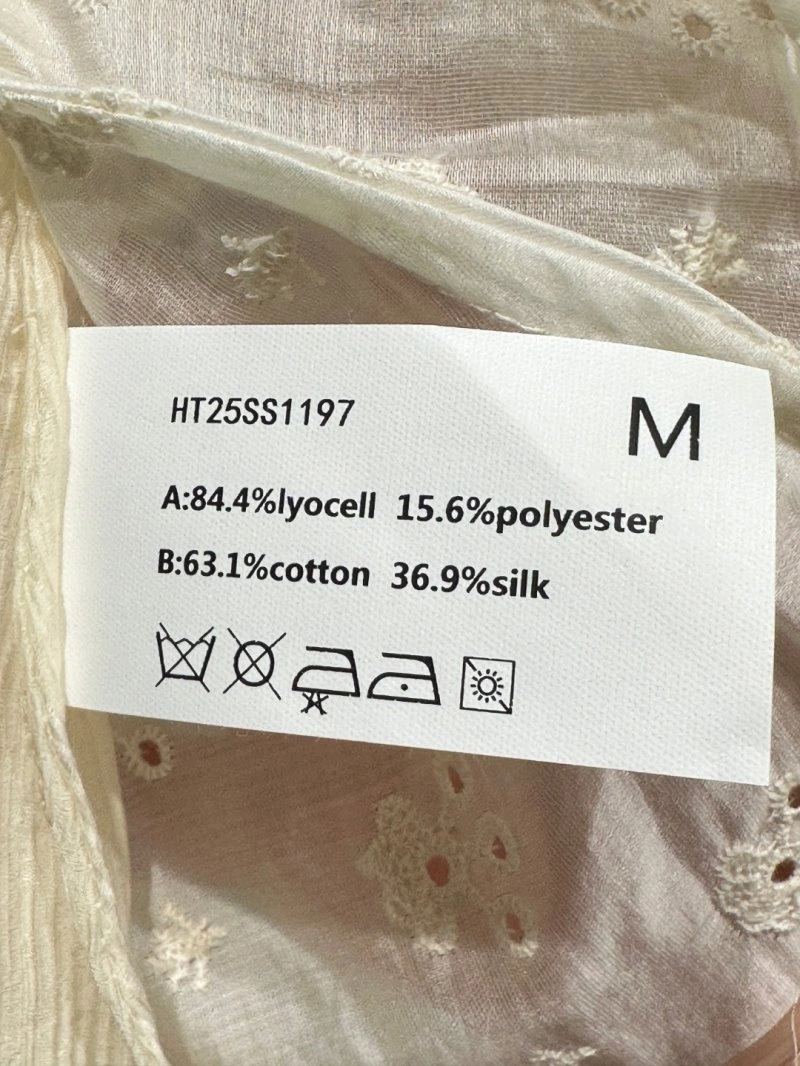 HT25SS1197 M
A:84.4%lyocell 15.6%polyester
B:63.1%cotton 36.9%silk